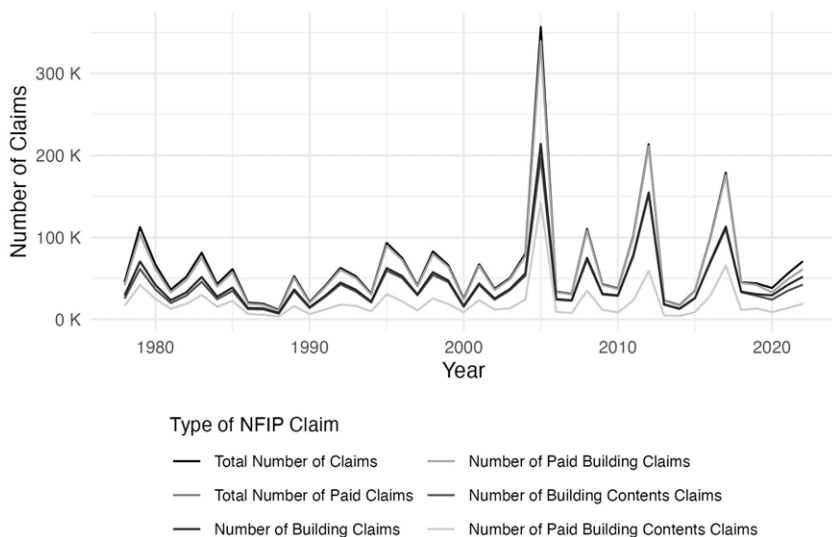 300 K
200 K
100 K
0 K
Number of Claims
1980 1990 2000 2010 2020
Year
Type of NFIP Claim
Total Number of Claims Number of Paid Building Claims
Total Number of Paid Claims Number of Building Contents Claims
Number of Building Claims Number of Paid Building Contents Claims